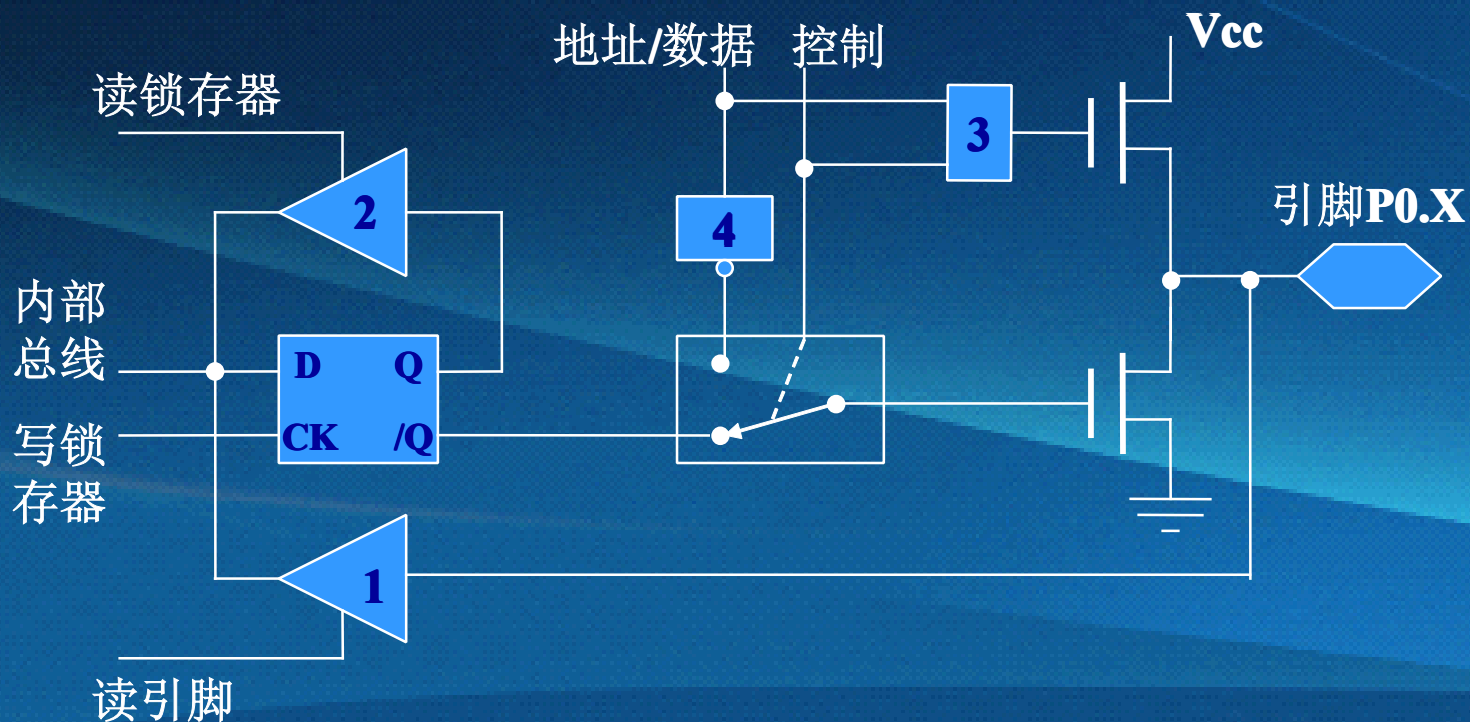 地址/数据 控制
Vcc
读锁存器
3
2
4
引脚P0.X
内部
总线
D Q
写锁
存器
CK /Q
1
读引脚